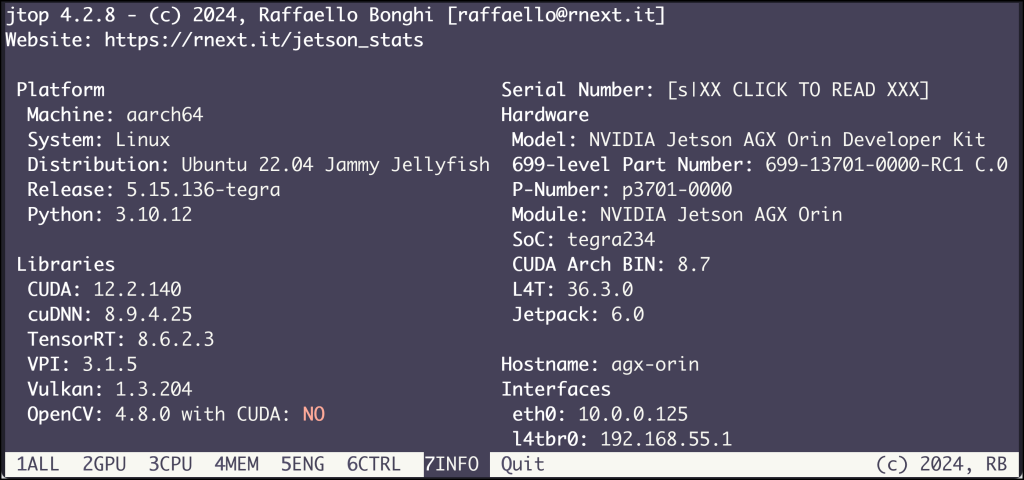 jtop 4.2.8 - (c) 2024, Raffaello Bonghi [raffaello@rnext.it]
Website: https://rnext.it/jetson_stats
Platform
Machine: aarch64
System: Linux
Distribution: Ubuntu 22.04 Jammy Jellyfish
Release: 5.15.136-tegra
Python: 3.10.12
Libraries
CUDA: 12.2.140
cuDNN: 8.9.4.25
TensorRT: 8.6.2.3
VPI: 3.1.5
Vulkan: 1.3.204
OpenCV: 4.8.0 with CUDA: NO
Serial Number: [s|XX CLICK TO READ XXX]
Hardware
Model: NVIDIA Jetson AGX Orin Developer Kit
699-level Part Number: 699-13701-0000-RC1 C.0
P-Number: p3701-0000
Module: NVIDIA Jetson AGX Orin
SoC: tegra234
CUDA Arch BIN: 8.7
L4T: 36.3.0
Jetpack: 6.0
Hostname: agx-orin
Interfaces
eth0: 10.0.0.125
l4tbr0: 192.168.55.1
1ALL 2GPU 3CPU 4MEM 5ENG 6CTRL 7INFO Quit (c) 2024, RB